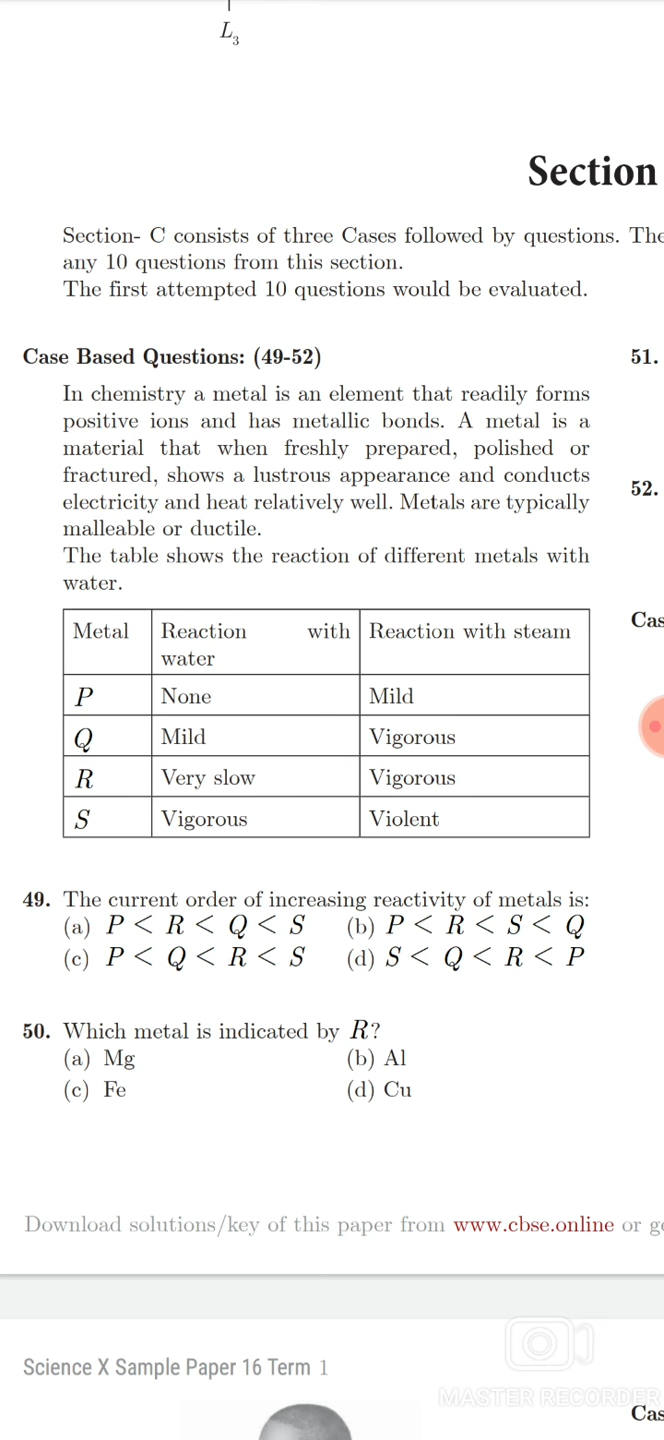 L3
Section
Section- C consists of three Cases followed by questions. The
any 10 questions from this section.
The first attempted 10 questions would be evaluated.
Case Based Questions: (49-52)
In chemistry a metal is an element that readily forms
positive ions and has metallic bonds. A metal is a
material that when freshly prepared, polished or
fractured, shows a lustrous appearance and conducts
electricity and heat relatively well. Metals are typically
malleable or ductile.
The table shows the reaction of different metals with
water.
Metal Reaction with water Reaction with steam
P None Mild
Q Mild Vigorous
R Very slow Vigorous
S Vigorous Violent
49. The current order of increasing reactivity of metals is:
(a) P < R < Q < S (b) P < R < S < Q
(c) P < Q < R < S (d) S < Q < R < P
50. Which metal is indicated by R?
(a) Mg (b) Al
(c) Fe (d) Cu
51.
52.
Cas
Download solutions/key of this paper from www.cbse.online or ge
Science X Sample Paper 16 Term 1
MASTER RECORDER
Cas